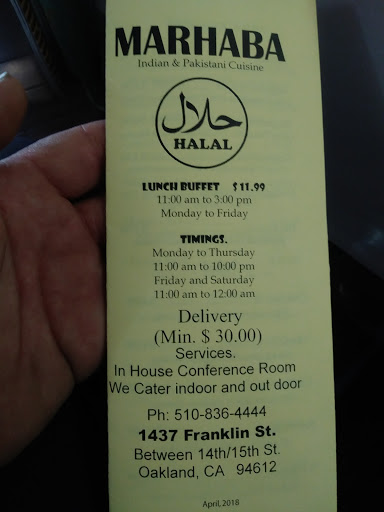 MARHABA
Indian & Pakistani Cuisine
حلال
HALAL
LUNCH BUFFET $11.99
11:00 am to 3:00 pm
Monday to Friday
TIMINGS.
Monday to Thursday
11:00 am to 10:00 pm
Friday and Saturday
11:00 am to 12:00 am
Delivery
(Min. $ 30.00)
Services.
In House Conference Room
We Cater indoor and out door
Ph: 510-836-4444
1437 Franklin St.
Between 14th/15th St.
Oakland, CA 94612
April, 2018